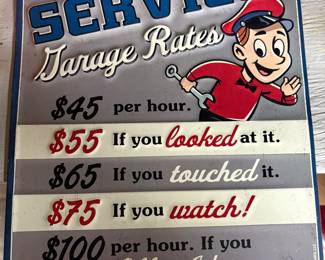 Garage Rates
$45 per hour.
$55 If you looked at it.
$65 If you touched it.
$75 If you watch!
$100 per hour. If you